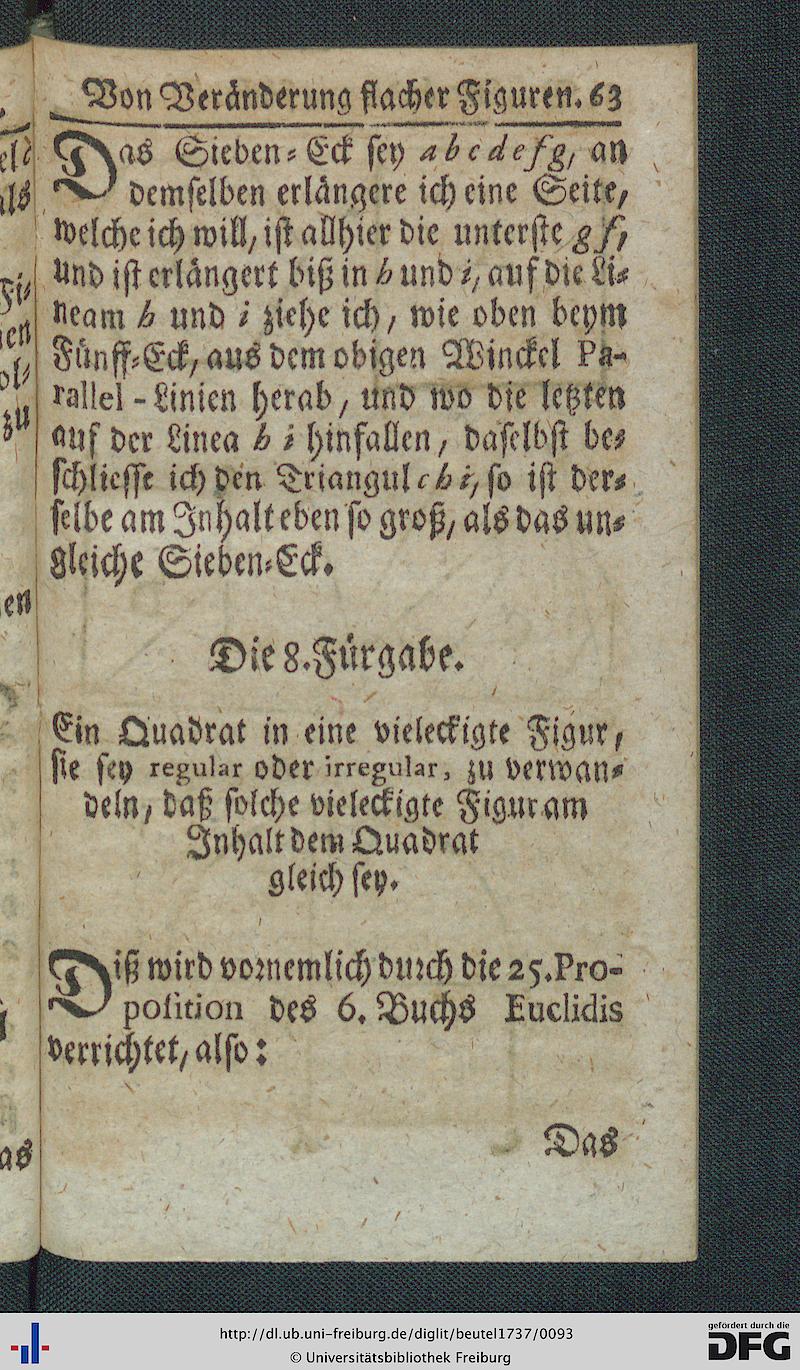 Von Veränderung flacher Figuren. 63
Das Sieben-Eck sey a b c d e f g, an
demselben erlängere ich eine Seite,
welche ich will, ist allhier die unterste g f,
und ist erlängert biß in h und i, auf die Li-
neam h und i ziehe ich, wie oben beym
Fünff-Eck, aus dem obigen Winckel Pa-
rallel-Linien herab, und wo die letzten
auf der Linea h i hinfallen, daselbst be-
schliesse ich den Triangul c h i, so ist der-
selbe am Inhalt eben so groß, als das un-
gleiche Sieben-Eck.
Die 8. Fürgabe.
Ein Quadrat in eine vieleckigte Figur,
sie sey regular oder irregular, zu verwan-
deln, daß solche vieleckigte Figur am
Inhalt dem Quadrat
gleich sey.
Diß wird vornemlich durch die 25. Pro-
position des 6. Buchs Euclidis
verrichtet, also:
Das
http://dl.ub.uni-freiburg.de/diglit/beutel1737/0093
© Universitätsbibliothek Freiburg
gefördert durch die
DFG